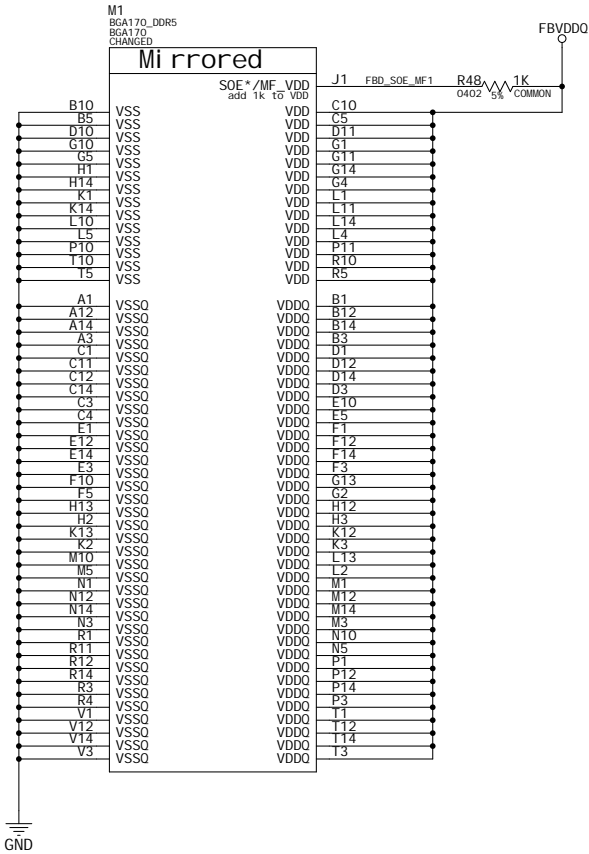 M1
BGA170_DDR5
BGA170
CHANGED
FBVDDQ
Mirrored
SOE*/MF_VDD J1 FBD_SOE_MF1 R48 1K
add 1k to VDD 0402 5% COMMON
B10 VSS VDD C10
B5 VSS VDD C5
D10 VSS VDD D11
G10 VSS VDD G1
G5 VSS VDD G11
H1 VSS VDD G14
H14 VSS VDD G4
K1 VSS VDD L1
K14 VSS VDD L11
L10 VSS VDD L14
L5 VSS VDD L4
P10 VSS VDD P11
T10 VSS VDD R10
T5 VSS VDD R5
A1 VSSQ VDDQ B1
A12 VSSQ VDDQ B12
A14 VSSQ VDDQ B14
A3 VSSQ VDDQ B3
C1 VSSQ VDDQ D1
C11 VSSQ VDDQ D12
C12 VSSQ VDDQ D14
C14 VSSQ VDDQ D3
C3 VSSQ VDDQ E10
C4 VSSQ VDDQ E5
E1 VSSQ VDDQ F1
E12 VSSQ VDDQ F12
E14 VSSQ VDDQ F14
E3 VSSQ VDDQ F3
F10 VSSQ VDDQ G13
F5 VSSQ VDDQ G2
H13 VSSQ VDDQ H12
H2 VSSQ VDDQ H3
K13 VSSQ VDDQ K12
K2 VSSQ VDDQ K3
M10 VSSQ VDDQ L13
M5 VSSQ VDDQ L2
N1 VSSQ VDDQ M1
N12 VSSQ VDDQ M12
N14 VSSQ VDDQ M14
N3 VSSQ VDDQ M3
R1 VSSQ VDDQ N10
R11 VSSQ VDDQ N5
R12 VSSQ VDDQ P1
R14 VSSQ VDDQ P12
R3 VSSQ VDDQ P14
R4 VSSQ VDDQ P3
V1 VSSQ VDDQ T1
V12 VSSQ VDDQ T12
V14 VSSQ VDDQ T14
V3 VSSQ VDDQ T3
GND